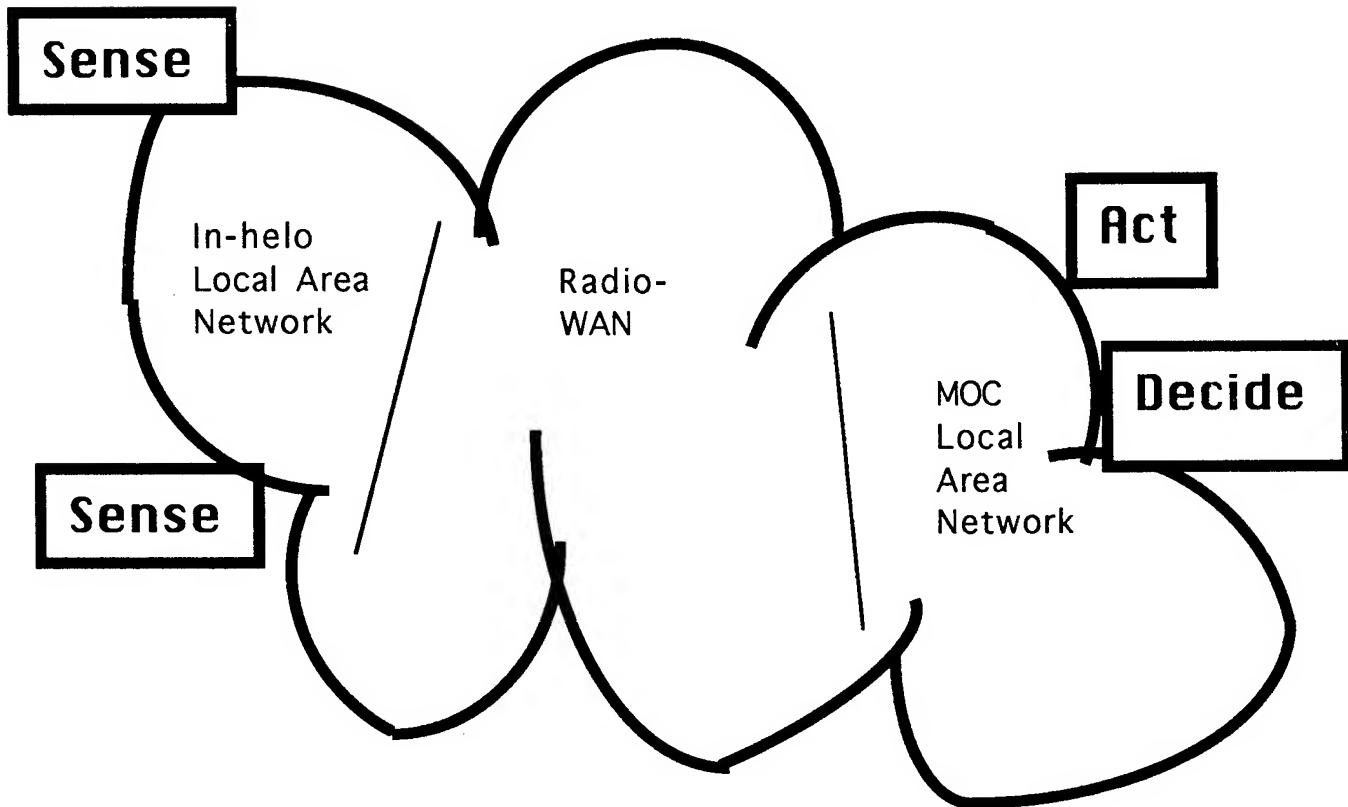 Sense
In-helo
Local Area
Network
Sense
Radio-
WAN
Act
Decide
MOC
Local
Area
Network